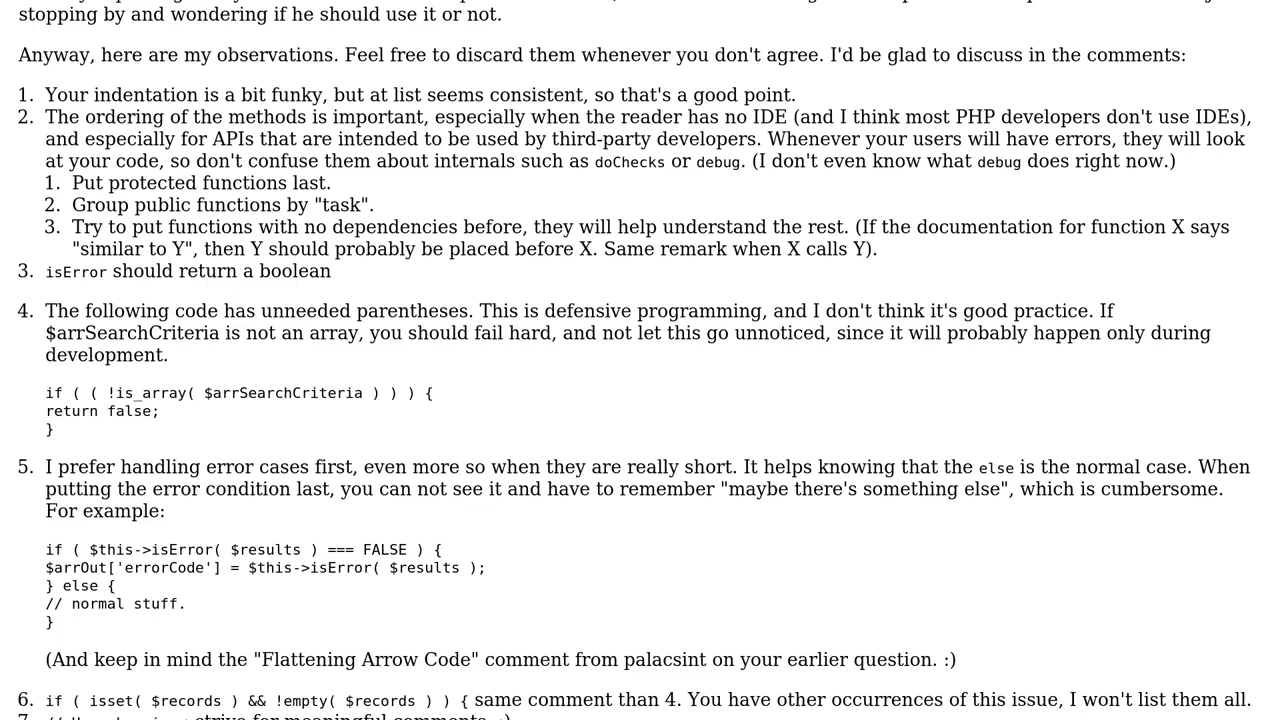 stopping by and wondering if he should use it or not.
Anyway, here are my observations. Feel free to discard them whenever you don't agree. I'd be glad to discuss in the comments:
1. Your indentation is a bit funky, but at list seems consistent, so that's a good point.
2. The ordering of the methods is important, especially when the reader has no IDE (and I think most PHP developers don't use IDEs),
and especially for APIs that are intended to be used by third-party developers. Whenever your users will have errors, they will look
at your code, so don't confuse them about internals such as doChecks or debug. (I don't even know what debug does right now.)
1. Put protected functions last.
2. Group public functions by "task".
3. Try to put functions with no dependencies before, they will help understand the rest. (If the documentation for function X says
"similar to Y", then Y should probably be placed before X. Same remark when X calls Y).
3. isError should return a boolean
4. The following code has unneeded parentheses. This is defensive programming, and I don't think it's good practice. If
$arrSearchCriteria is not an array, you should fail hard, and not let this go unnoticed, since it will probably happen only during
development.
if ( ( !is_array( $arrSearchCriteria ) ) ) {
return false;
}
5. I prefer handling error cases first, even more so when they are really short. It helps knowing that the else is the normal case. When
putting the error condition last, you can not see it and have to remember "maybe there's something else", which is cumbersome.
For example:
if ( $this->isError( $results ) === FALSE ) {
$arrOut['errorCode'] = $this->isError( $results );
} else {
// normal stuff.
}
(And keep in mind the "Flattening Arrow Code" comment from palacsint on your earlier question. :)
6. if ( isset( $records ) && !empty( $records ) ) { same comment than 4. You have other occurrences of this issue, I won't list them all.
strive for meaningful comments. :)